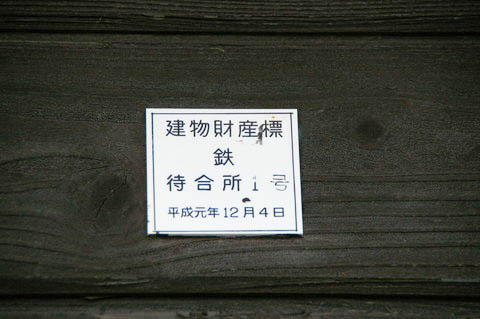 建物財産標
鉄
待合所1号
平成元年12月4日